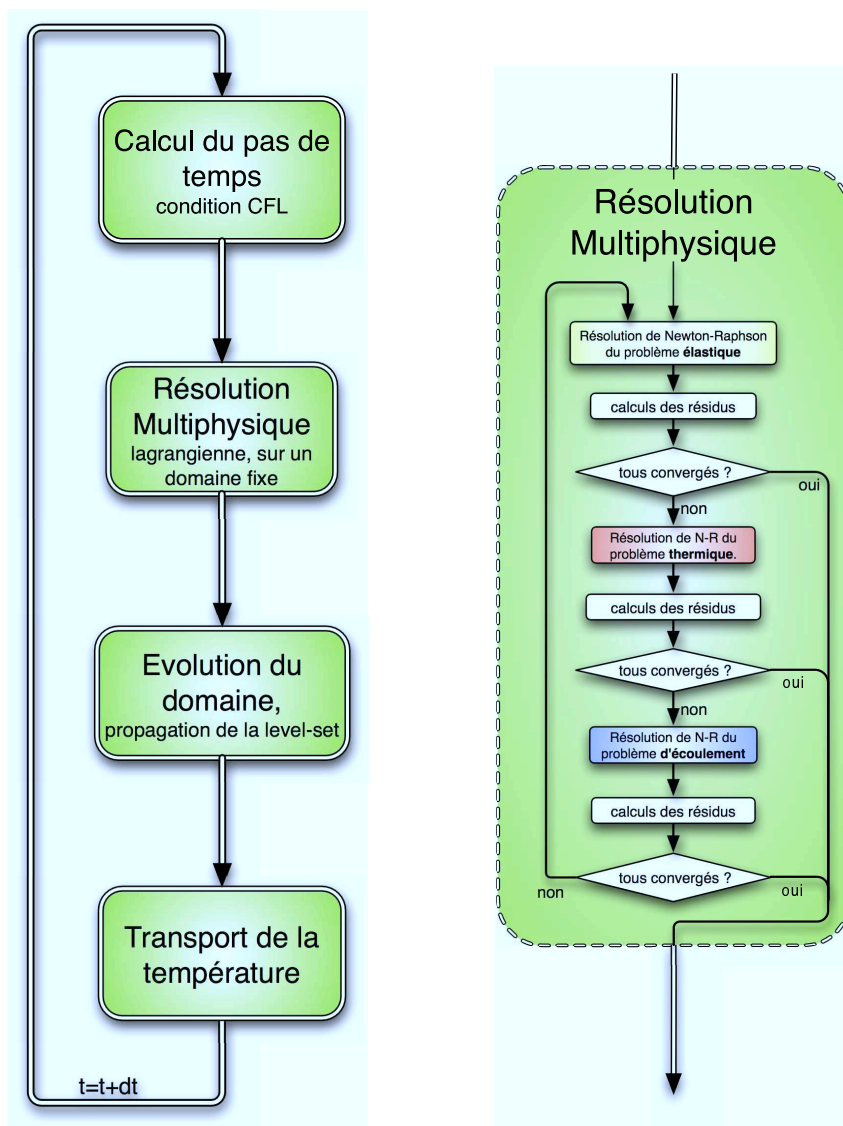 Calcul du pas de
temps
condition CFL
Résolution
Multiphysique
lagrangienne, sur un
domaine fixe
Evolution du
domaine,
propagation de la level-set
Transport de la
température
t=t+dt
Résolution
Multiphysique
Résolution de Newton-Raphson
du problème élastique
calculs des résidus
tous convergés ?
oui
non
Résolution de N-R du
problème thermique.
calculs des résidus
tous convergés ?
oui
non
Résolution de N-R du
problème d'écoulement
calculs des résidus
tous convergés ?
non
oui